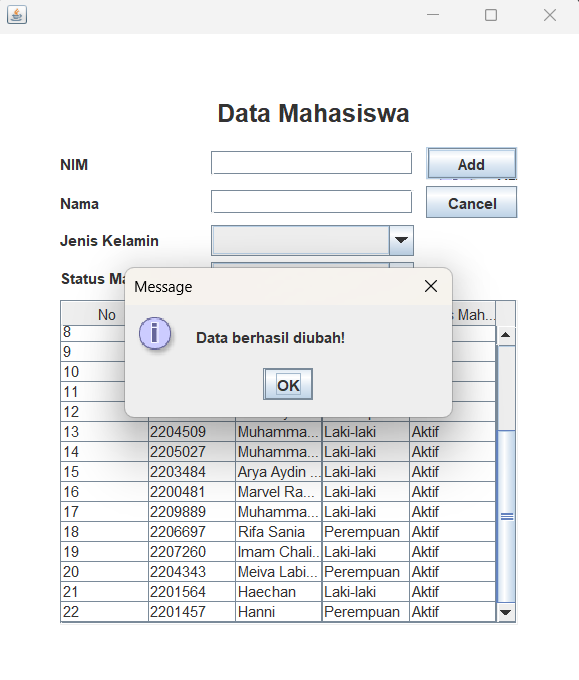 Data Mahasiswa
NIM
Add
Nama
Cancel
Jenis Kelamin
Status Ma
Message
Data berhasil diubah!
OK
No
s Mah...
8
9
10
11
12
13 2204509 Muhamma... Laki-laki Aktif
14 2205027 Muhamma... Laki-laki Aktif
15 2203484 Arya Aydin ... Laki-laki Aktif
16 2200481 Marvel Ra... Laki-laki Aktif
17 2209889 Muhamma... Laki-laki Aktif
18 2206697 Rifa Sania Perempuan Aktif
19 2207260 Imam Chali... Laki-laki Aktif
20 2204343 Meiva Labi... Perempuan Aktif
21 2201564 Haechan Laki-laki Aktif
22 2201457 Hanni Perempuan Aktif